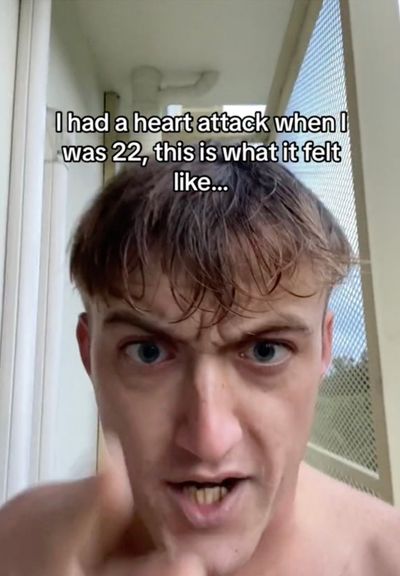 I had a heart attack when I
was 22, this is what it felt
like...